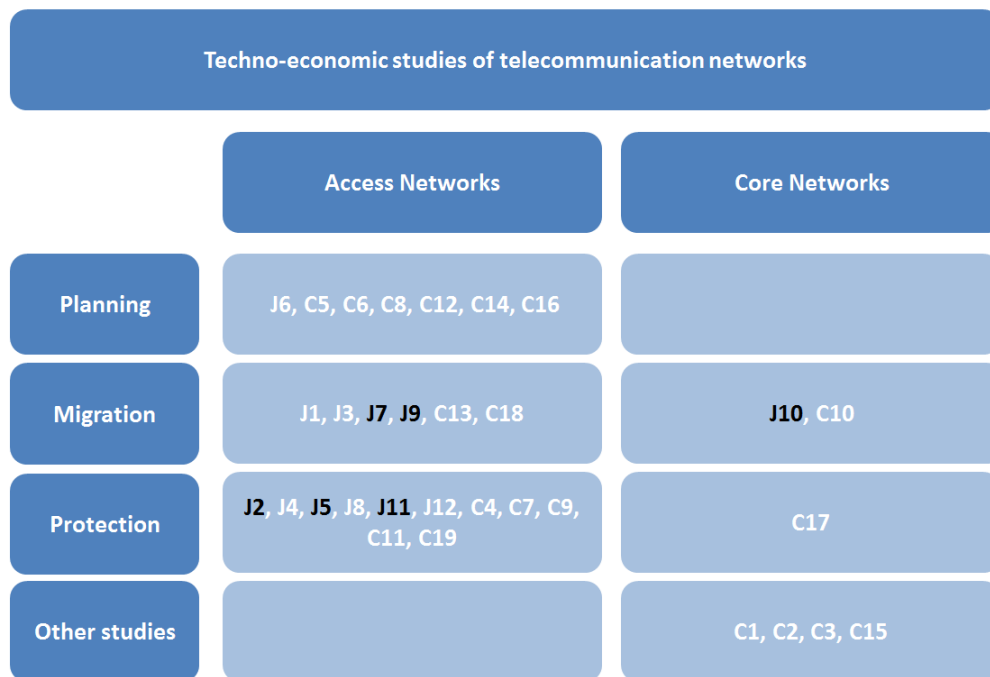 Techno-economic studies of telecommunication networks
Access Networks
Core Networks
Planning
J6, C5, C6, C8, C12, C14, C16
Migration
J1, J3, J7, J9, C13, C18
J10, C10
Protection
J2, J4, J5, J8, J11, J12, C4, C7, C9,
C11, C19
C17
Other studies
C1, C2, C3, C15